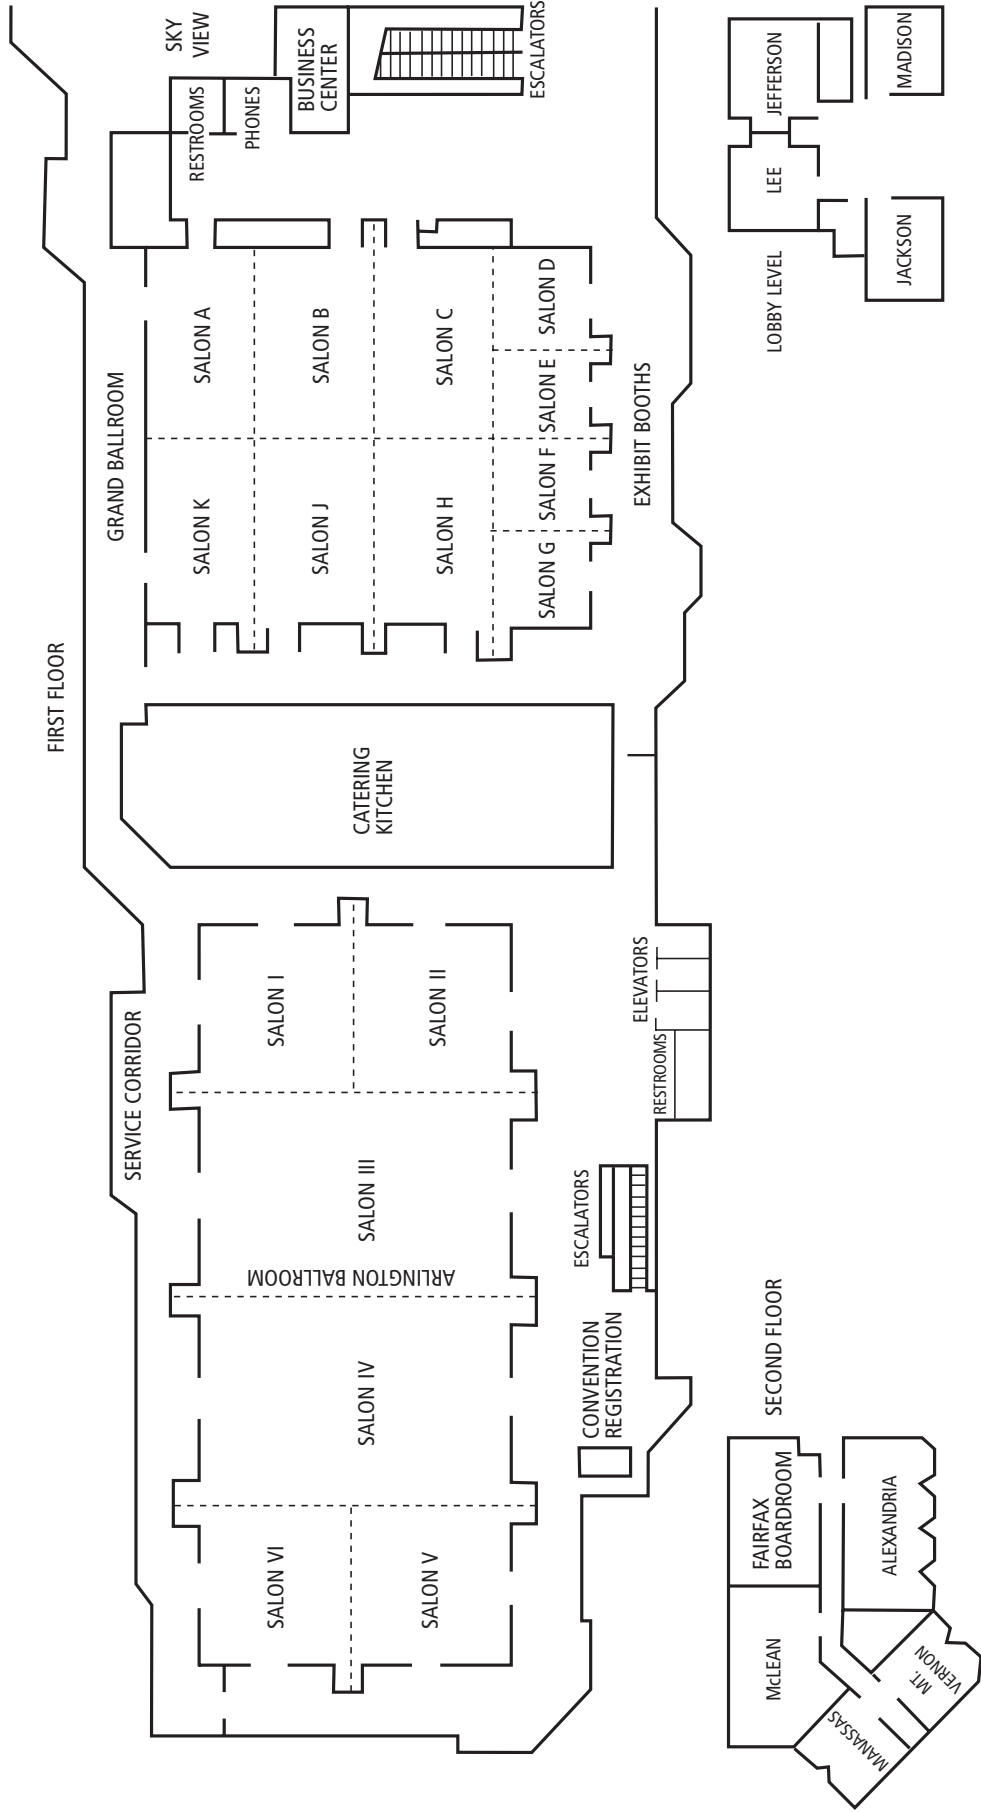 FIRST FLOOR
SERVICE CORRIDOR
GRAND BALLROOM
SKY
VIEW
RESTROOMS
PHONES
BUSINESS
CENTER
ESCALATORS
SALON VI
SALON V
SALON IV
ARLINGTON BALLROOM
SALON III
SALON I
SALON II
CATERING
KITCHEN
SALON K
SALON A
SALON J
SALON B
SALON H
SALON C
SALON G
SALON F
SALON E
SALON D
EXHIBIT BOOTHS
CONVENTION
REGISTRATION
ESCALATORS
RESTROOMS
ELEVATORS
SECOND FLOOR
McLEAN
FAIRFAX
BOARDROOM
ALEXANDRIA
MANASSAS
MT.
VERNON
LOBBY LEVEL
LEE
JEFFERSON
JACKSON
MADISON